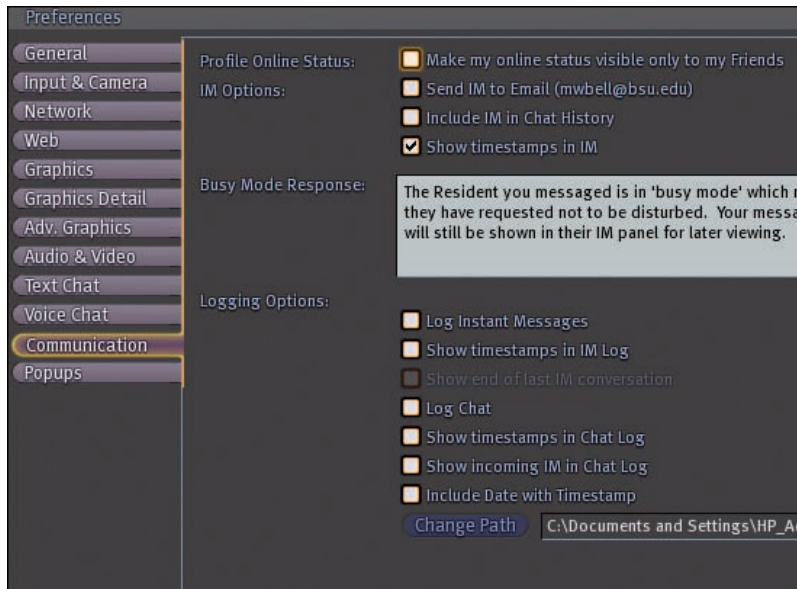 Preferences
General
Input & Camera
Network
Web
Graphics
Graphics Detail
Adv. Graphics
Audio & Video
Text Chat
Voice Chat
Communication
Popups
Profile Online Status:
Make my online status visible only to my Friends
IM Options:
Send IM to Email (mwbell@bsu.edu)
Include IM in Chat History
Show timestamps in IM
Busy Mode Response:
The Resident you messaged is in 'busy mode' which
they have requested not to be disturbed. Your
will still be shown in their IM panel for later viewing.
Logging Options:
Log Instant Messages
Show timestamps in IM Log
Show end of last IM conversation
Log Chat
Show timestamps in Chat Log
Show incoming IM in Chat Log
Include Date with Timestamp
Change Path
C:\Documents and Settings\HP_A